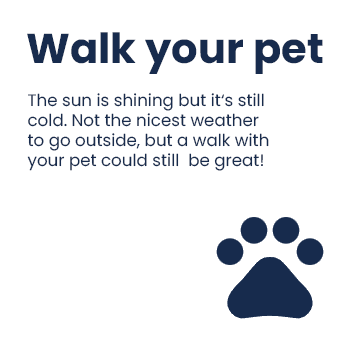 Walk your pet
The sun is shining but it's still
cold. Not the nicest weather
to go outside, but a walk with
your pet could still  be great!